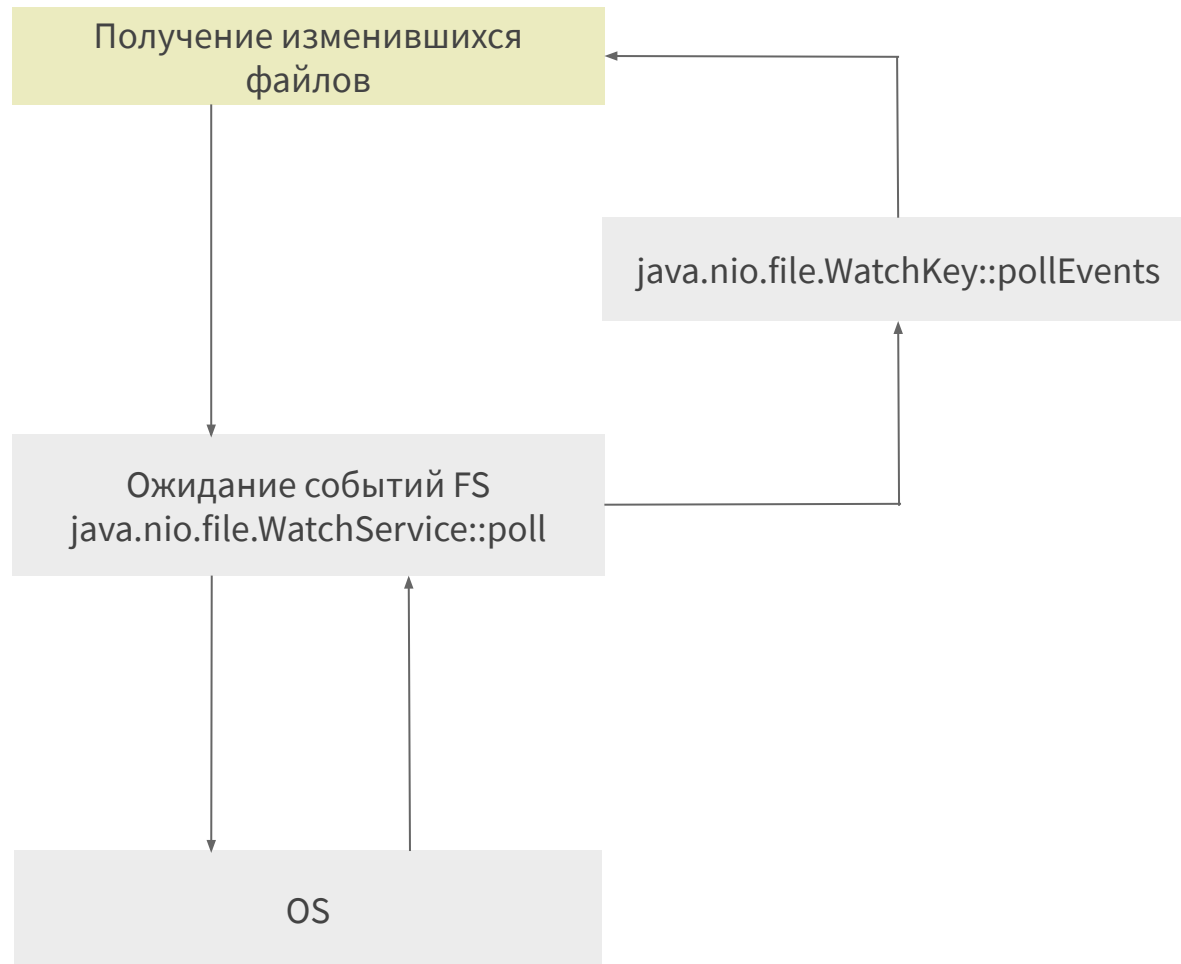 Получение изменившихся
файлов
java.nio.file.WatchKey::pollEvents
Ожидание событий FS
java.nio.file.WatchService::poll
OS